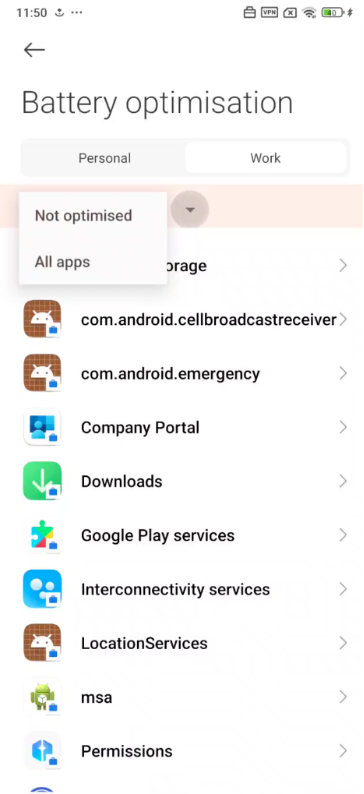 11:50
VPN
40
Battery optimisation
Personal
Work
Not optimised
All apps
orage
com.android.cellbroadcastreceiver
com.android.emergency
Company Portal
Downloads
Google Play services
Interconnectivity services
LocationServices
msa
Permissions